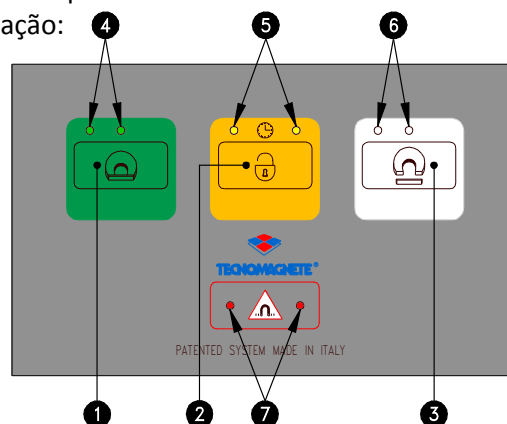 ação:
4 5 6
TECNOMAGNETE®
PATENTED SYSTEM MADE IN ITALY
1 2 7 3